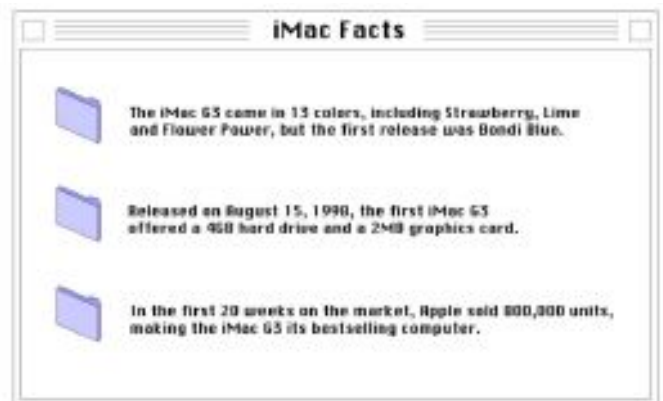 iMac Facts
The iMac G3 came in 13 colors, including Strawberry, Lime
and Flower Power, but the first release was Bondi Blue.
Released on August 15, 1998, the first iMac G3
offered a 4GB hard drive and a 2MB graphics card.
In the first 20 weeks on the market, Apple sold 800,000 units,
making the iMac G3 its bestselling computer.